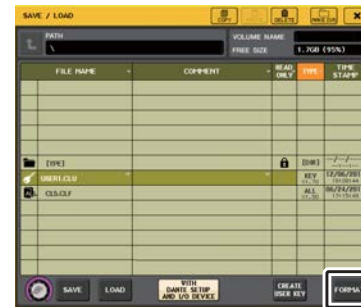 SAVE / LOAD
COPY DELETE MAKE DIR X
PATH
\
VOLUME NAME
FREE SIZE 1.7GB (95%)
FILE NAME COMMENT READ ONLY TYPE TIME STAMP
[YPE] [DIR]
USER1.CLU KEY
CLS.CLF ALL
SAVE LOAD WITH DANTE SETUP AND I/O DEVICE CREATE USER KEY FORMA